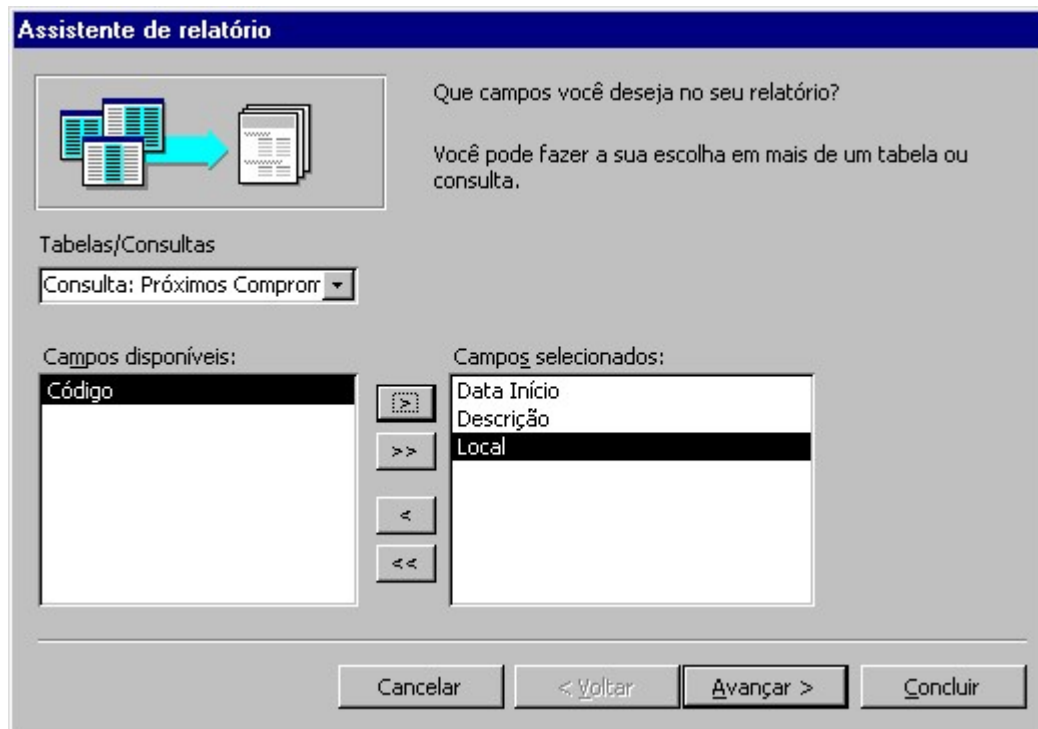 Assistente de relatório
Que campos você deseja no seu relatório?
Você pode fazer a sua escolha em mais de um tabela ou
consulta.
Tabelas/Consultas
Consulta: Próximos Comprom
Campos disponíveis:
Código
>
>>
<
<<
Campos selecionados:
Data Início
Descrição
Local
Cancelar
< Voltar
Avançar >
Concluir